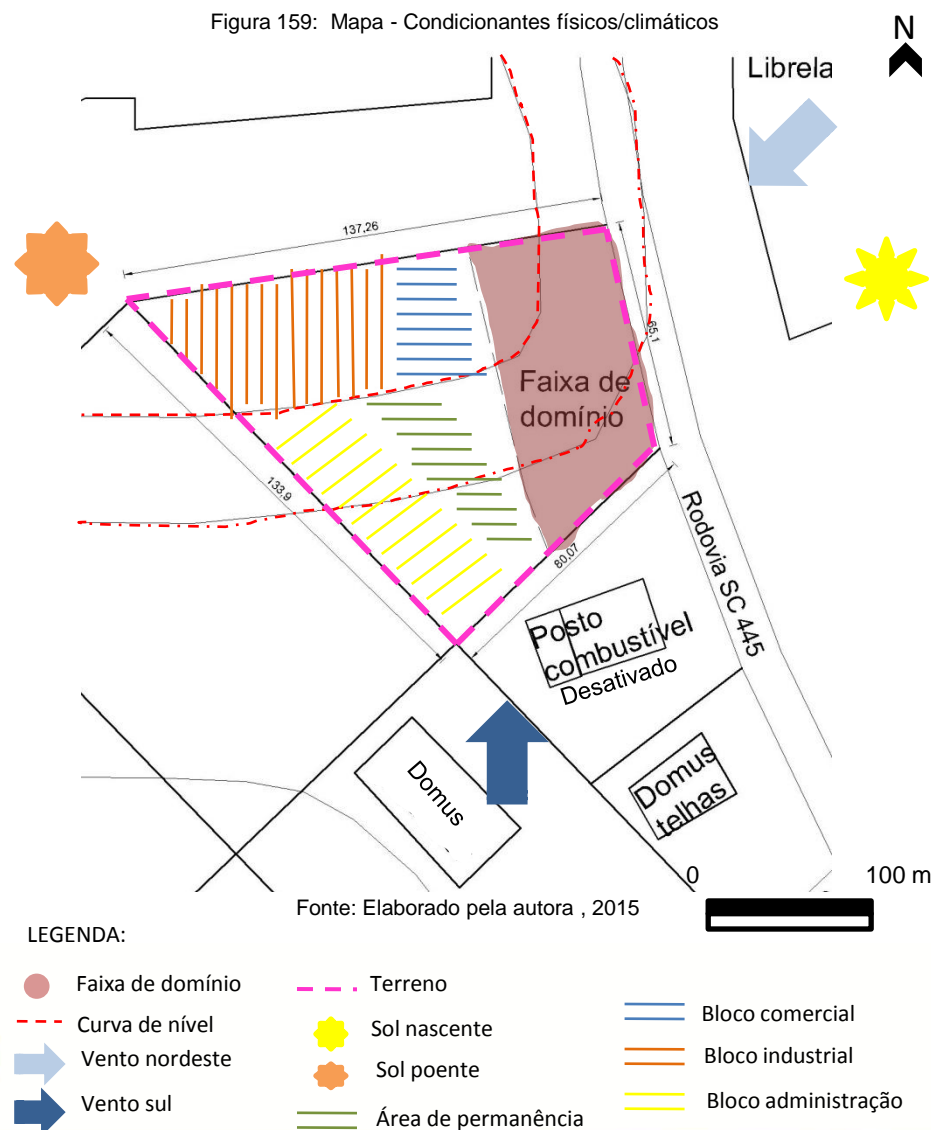 Figura 159: Mapa - Condicionantes físicos/climáticos
N
Librela
137,26
65,1
Faixa de
domínio
133,9
80,07
Rodovia SC 445
Posto
combustível
Desativado
Domus
Domus
telhas
0 100 m
Fonte: Elaborado pela autora , 2015
LEGENDA:
Faixa de domínio
Curva de nível
Vento nordeste
Vento sul
Terreno
Sol nascente
Sol poente
Área de permanência
Bloco comercial
Bloco industrial
Bloco administração